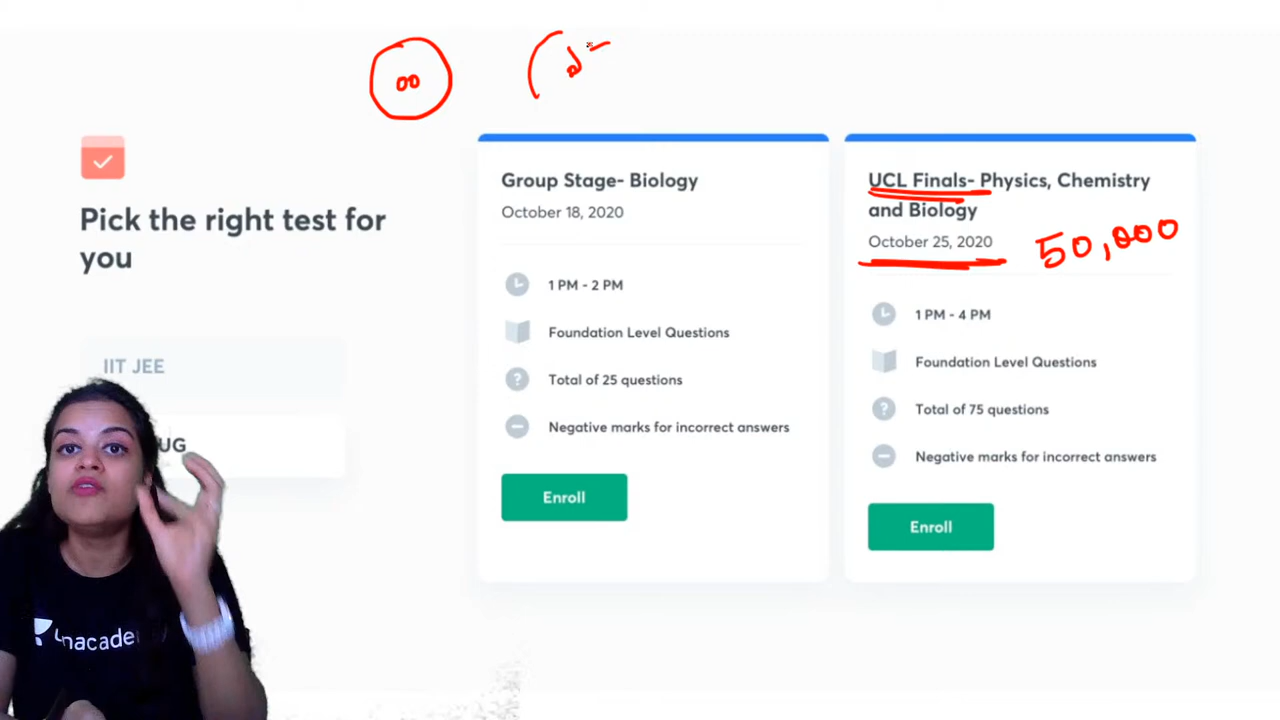 Pick the right test for
you
IIT JEE
UG
Group Stage- Biology
October 18, 2020
1 PM - 2 PM
Foundation Level Questions
Total of 25 questions
Negative marks for incorrect answers
Enroll
UCL Finals- Physics, Chemistry
and Biology
October 25, 2020
50,000
1 PM - 4 PM
Foundation Level Questions
Total of 75 questions
Negative marks for incorrect answers
Enroll